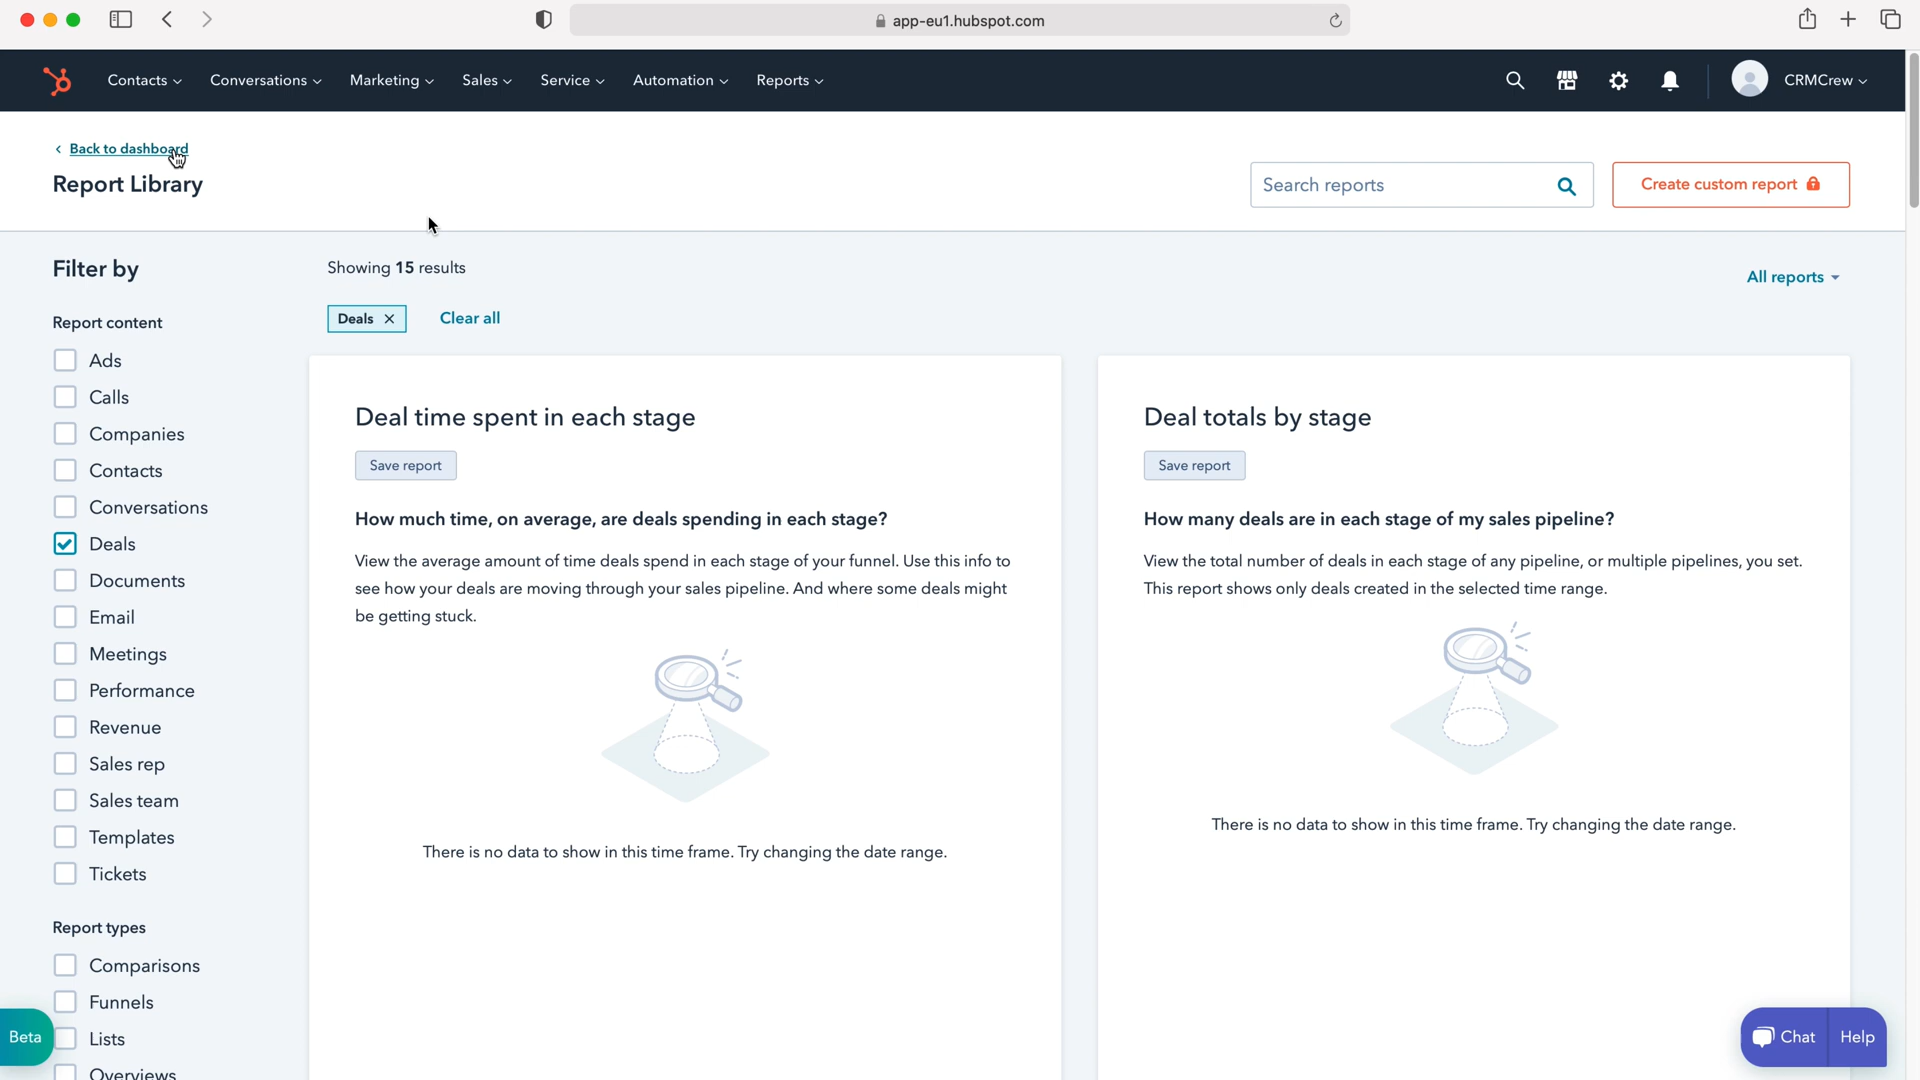 app-eu1.hubspot.com
Contacts Conversations Marketing Sales Service Automation Reports CRMCrew
Back to dashboard
Report Library
Search reports
Create custom report
Filter by
Showing 15 results
All reports
Deals
Clear all
Report content
Ads
Calls
Companies
Contacts
Conversations
Deals
Documents
Email
Meetings
Performance
Revenue
Sales rep
Sales team
Templates
Tickets
Report types
Comparisons
Funnels
Lists
Overviews
Beta
Deal time spent in each stage
Save report
How much time, on average, are deals spending in each stage?
View the average amount of time deals spend in each stage of your funnel. Use this info to
see how your deals are moving through your sales pipeline. And where some deals might
be getting stuck.
There is no data to show in this time frame. Try changing the date range.
Deal totals by stage
Save report
How many deals are in each stage of my sales pipeline?
View the total number of deals in each stage of any pipeline, or multiple pipelines, you set.
This report shows only deals created in the selected time range.
There is no data to show in this time frame. Try changing the date range.
Chat
Help